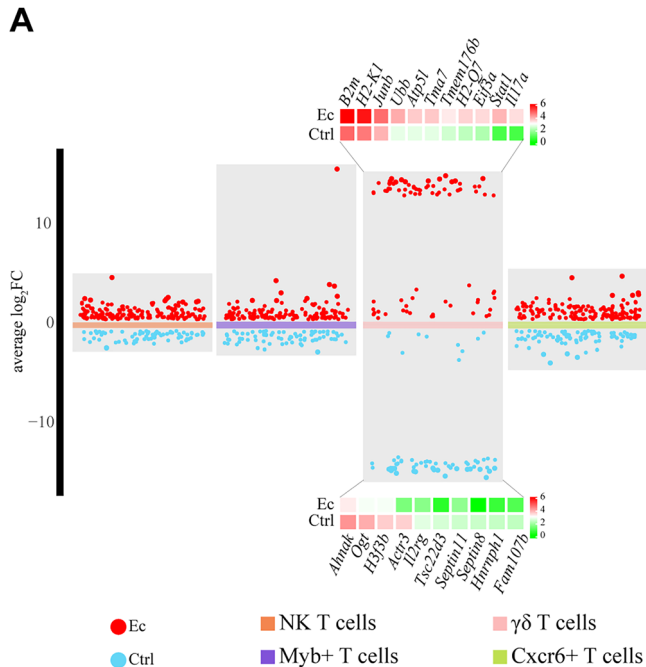 A
B2m H2-K1 Junb Ubb Atp5l Tma7 Tmem176b H2-Q7 Eif3a Stat1 Il17a
Ec
Ctrl
6
4
2
0
average log2FC
10
0
−10
Ec
Ctrl
6
4
2
0
Ahnak Ogt H3f3b Actr3 Il2rg Tsc22d3 Septin11 Septin8 Hnrnph1 Fam107b
Ec NK T cells γδ T cells
Ctrl Myb+ T cells Cxcr6+ T cells